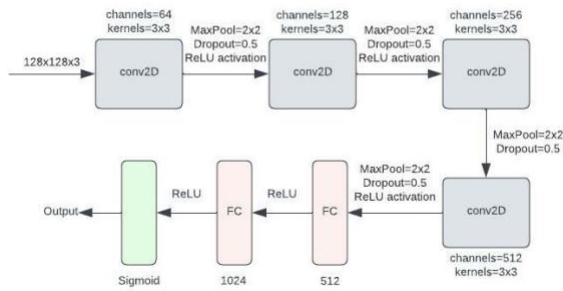 channels=64
kernels=3x3
MaxPool=2x2
Dropout=0.5
ReLU activation
channels=128
kernels=3x3
MaxPool=2x2
Dropout=0.5
ReLU activation
channels=256
kernels=3x3
128x128x3
conv2D
conv2D
conv2D
MaxPool=2x2
Dropout=0.5
MaxPool=2x2
Dropout=0.5
ReLU activation
conv2D
channels=512
kernels=3x3
ReLU
ReLU
Output
FC
FC
Sigmoid
1024
512